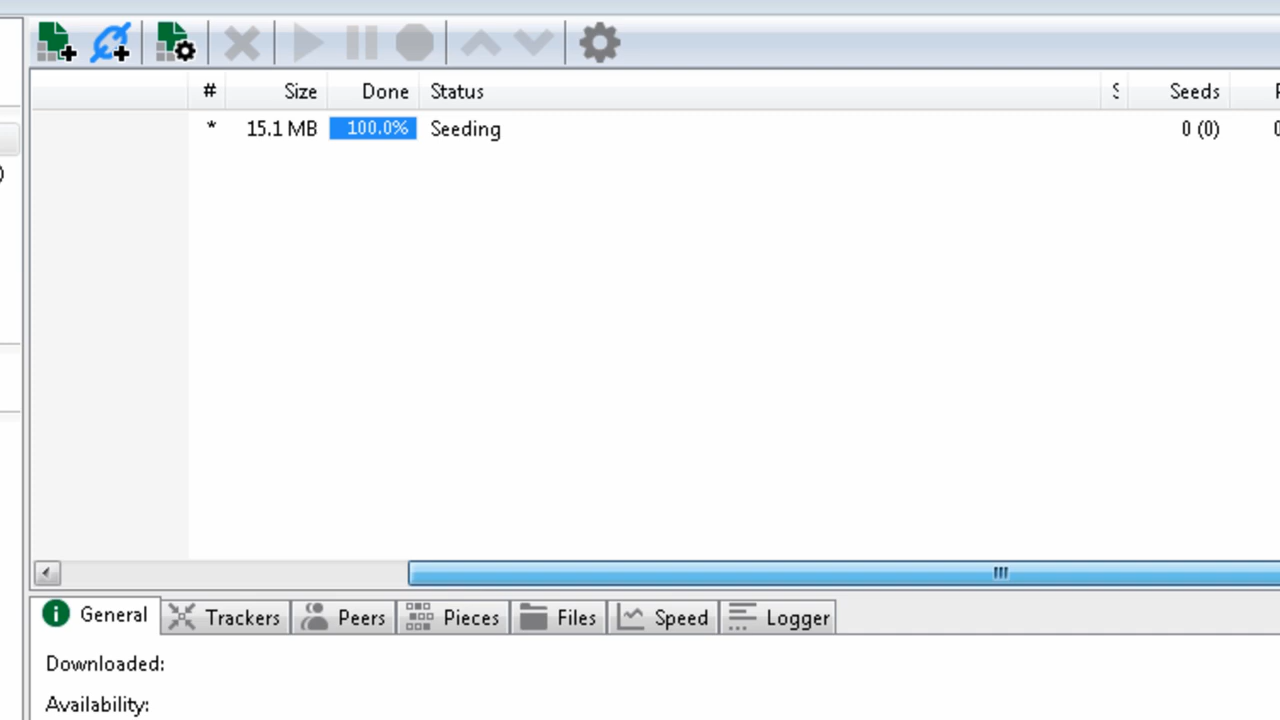 # Size Done Status S Seeds
* 15.1 MB 100.0% Seeding 0 (0)
General Trackers Peers Pieces Files Speed Logger
Downloaded:
Availability: